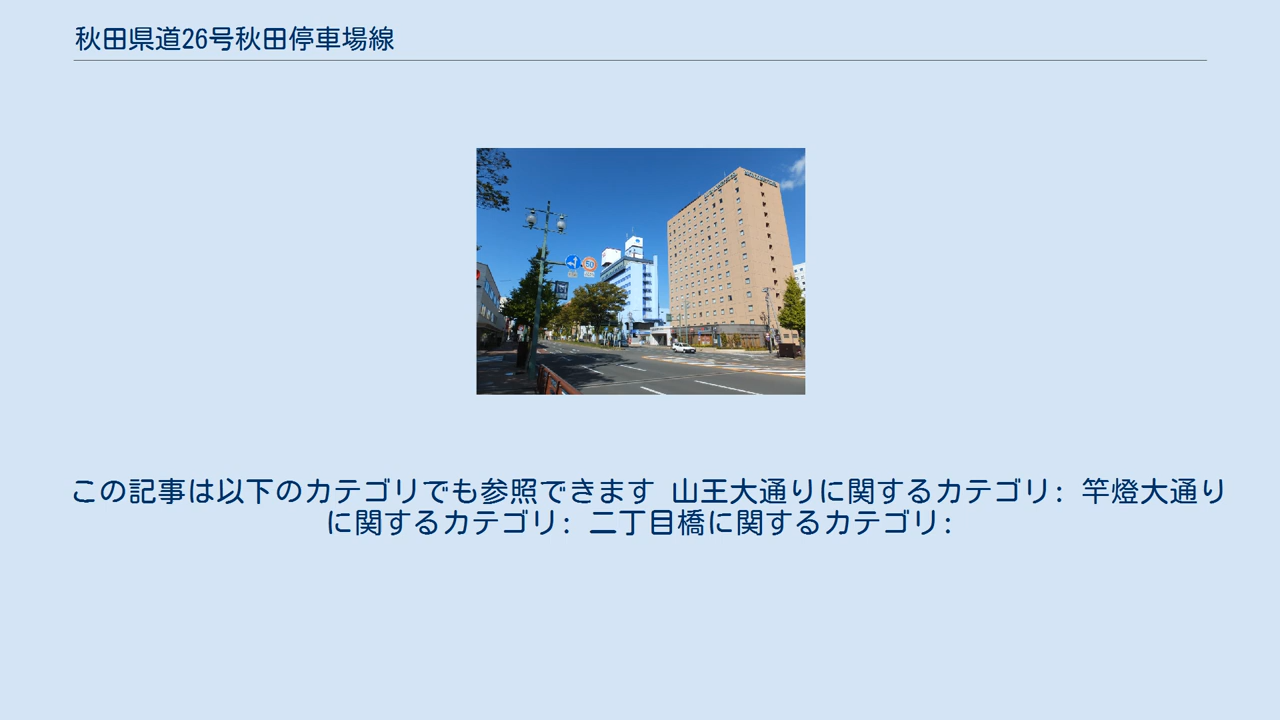 秋田県道26号秋田停車場線
この記事は以下のカテゴリでも参照できます 山王大通りに関するカテゴリ: 竿燈大通り
に関するカテゴリ: 二丁目橋に関するカテゴリ: